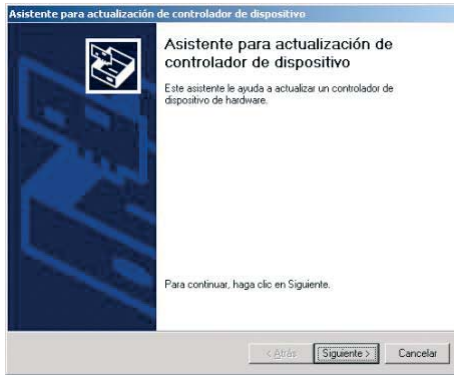 Asistente para actualización de controlador de dispositivo
Asistente para actualización de
controlador de dispositivo
Este asistente le ayuda a actualizar un controlador de
dispositivo de hardware.
Para continuar, haga clic en Siguiente.
< Atrás
Siguiente >
Cancelar